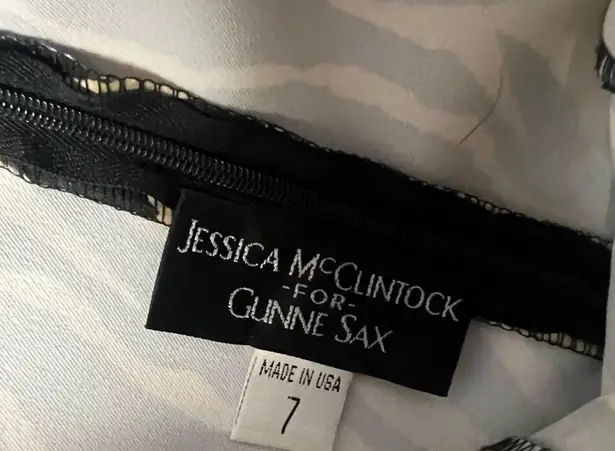 JESSICA MCCLINTOCK
-FOR-
GUNNE SAX
MADE IN USA
7